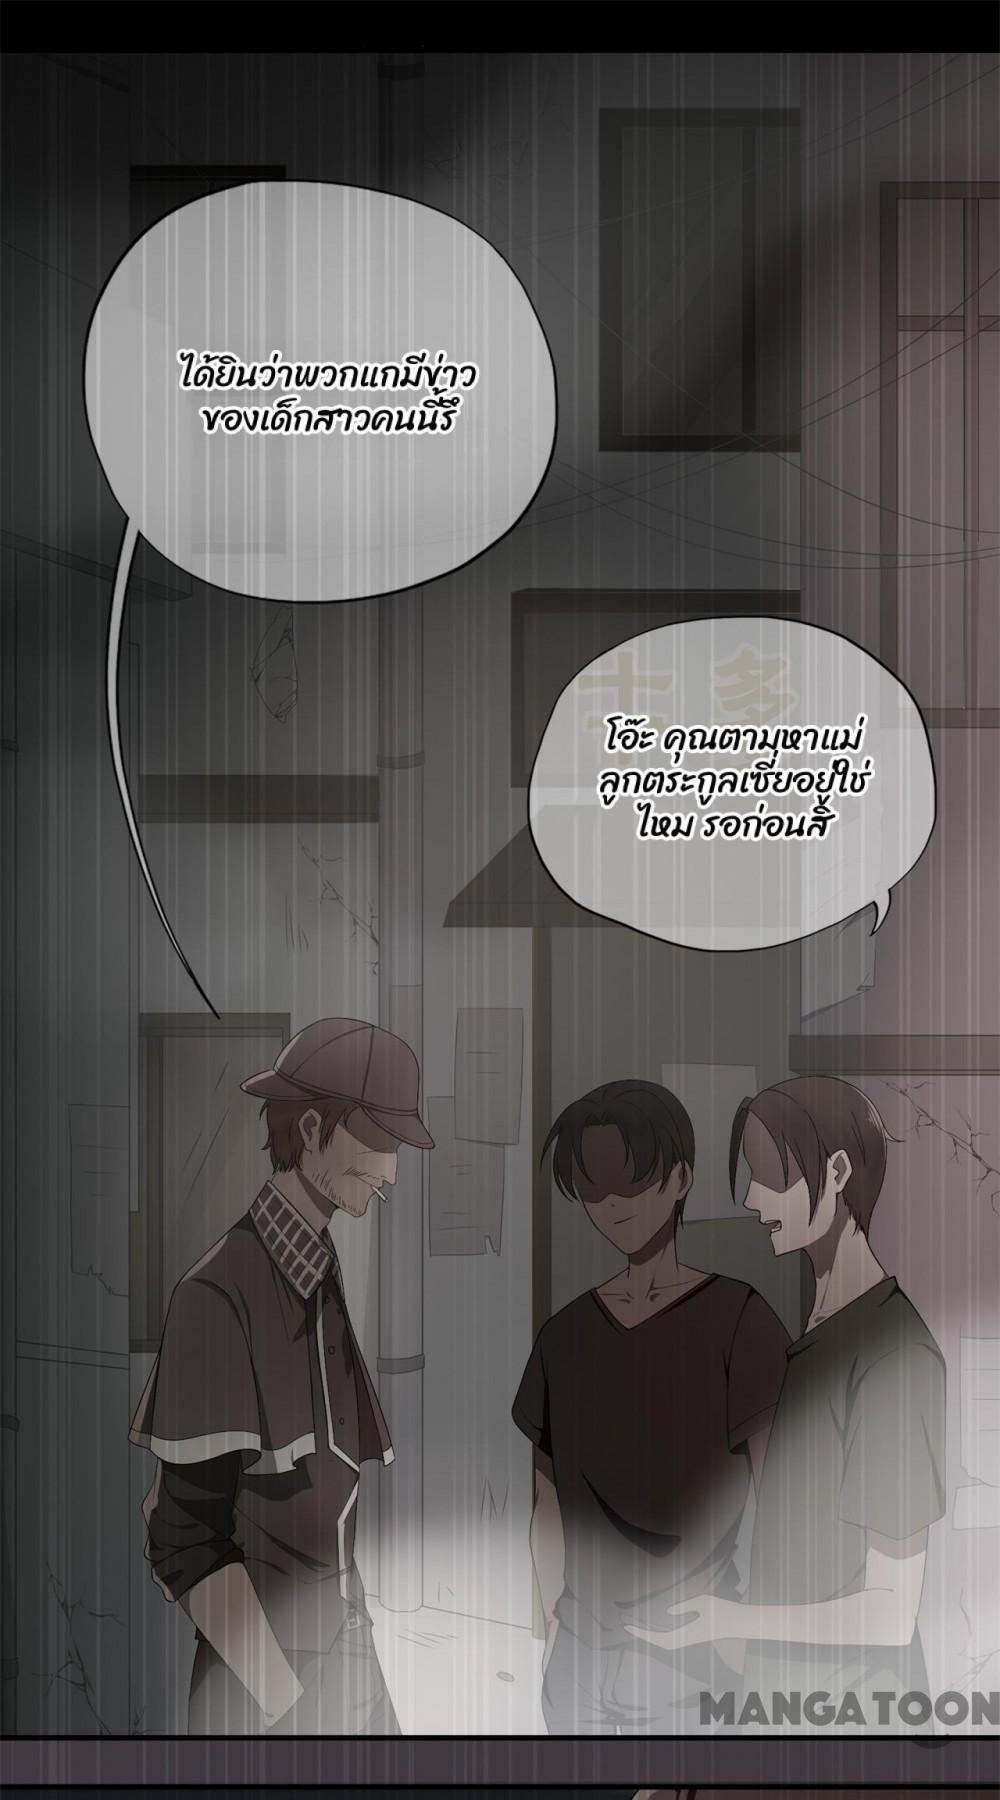 ได้ยินว่าพวกแกมีข่าว
ของเด็กสาวคนนี้รึ
士多
โอ๊ะ คุณตามหาแม่
ลูกตระกูลเซี่ยอยู่ใช่
ไหม รอก่อนสิ
MANGATOON